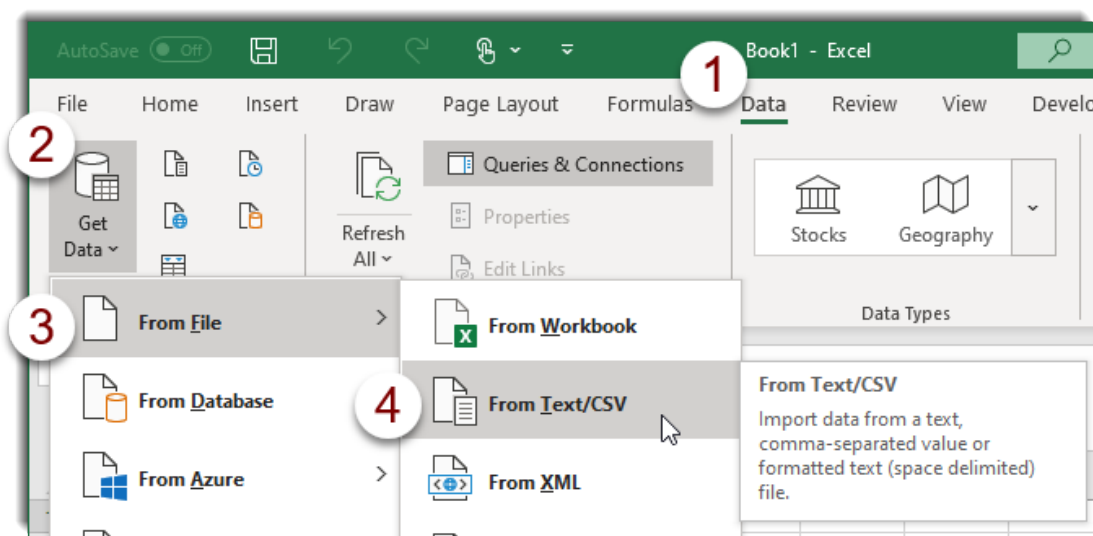 AutoSave Off
Book1 - Excel
1
File Home Insert Draw Page Layout Formulas Data Review View Develo
2
Get
Data
Refresh
All
Queries & Connections
Properties
Edit Links
Stocks Geography
Data Types
3
From File
From Database
From Azure
From Workbook
4
From Text/CSV
From XML
From Text/CSV
Import data from a text,
comma-separated value or
formatted text (space delimited)
file.